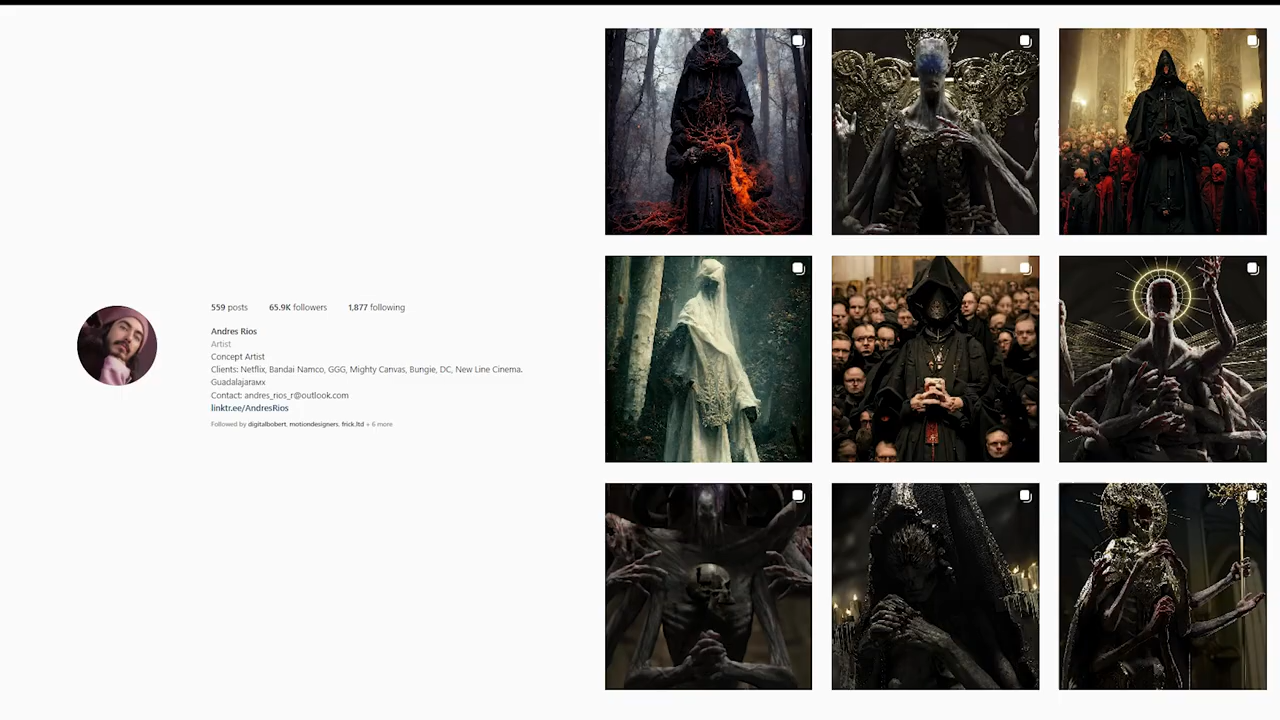 559 posts 65.9K followers 1,877 following
Andres Rios
Artist
Concept Artist
Clients: Netflix, Bandai Namco, GGG, Mighty Canvas, Bungie, DC, New Line Cinema.
Guadalajaraᴍx
Contact: andres_rios_r@outlook.com
linktr.ee/AndresRios
Followed by digitalbobert, motiondesigners, frick.ltd + 6 more